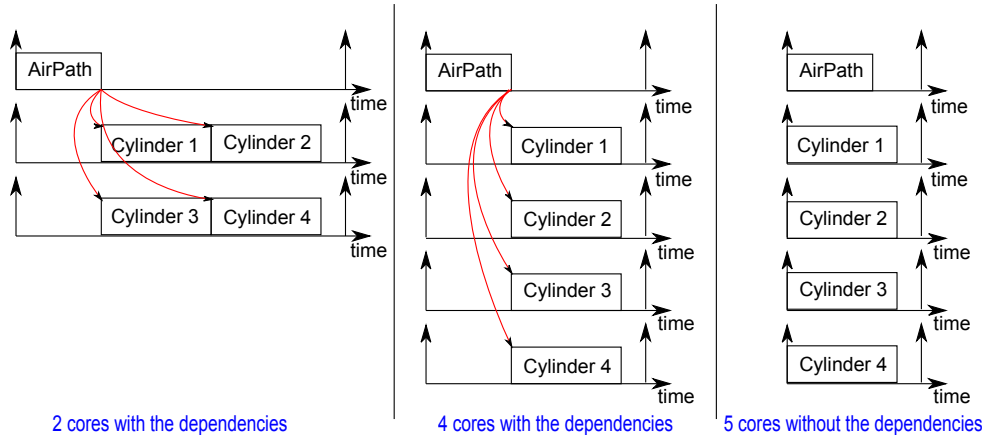 AirPath
time
Cylinder 1 Cylinder 2
time
Cylinder 3 Cylinder 4
time
2 cores with the dependencies
AirPath
time
Cylinder 1
time
Cylinder 2
time
Cylinder 3
time
Cylinder 4
time
4 cores with the dependencies
AirPath
time
Cylinder 1
time
Cylinder 2
time
Cylinder 3
time
Cylinder 4
time
5 cores without the dependencies